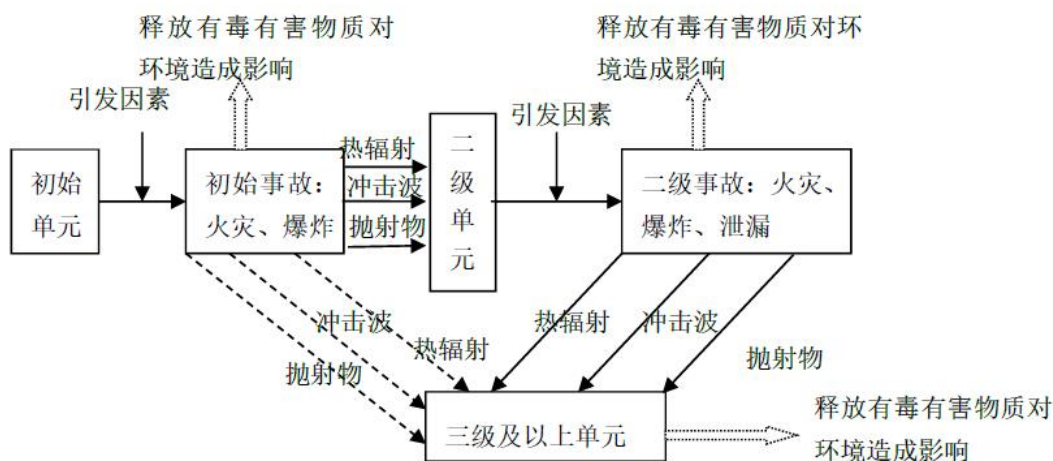 释放有毒有害物质对
环境造成影响
释放有毒有害物质对环
境造成影响
引发因素
引发因素
初始
单元
初始事故：
火灾、爆炸
热辐射
冲击波
抛射物
二
级
单
元
二级事故：火灾、
爆炸、泄漏
冲击波
热辐射
抛射物
热辐射
冲击波
抛射物
三级及以上单元
释放有毒有害物质对
环境造成影响